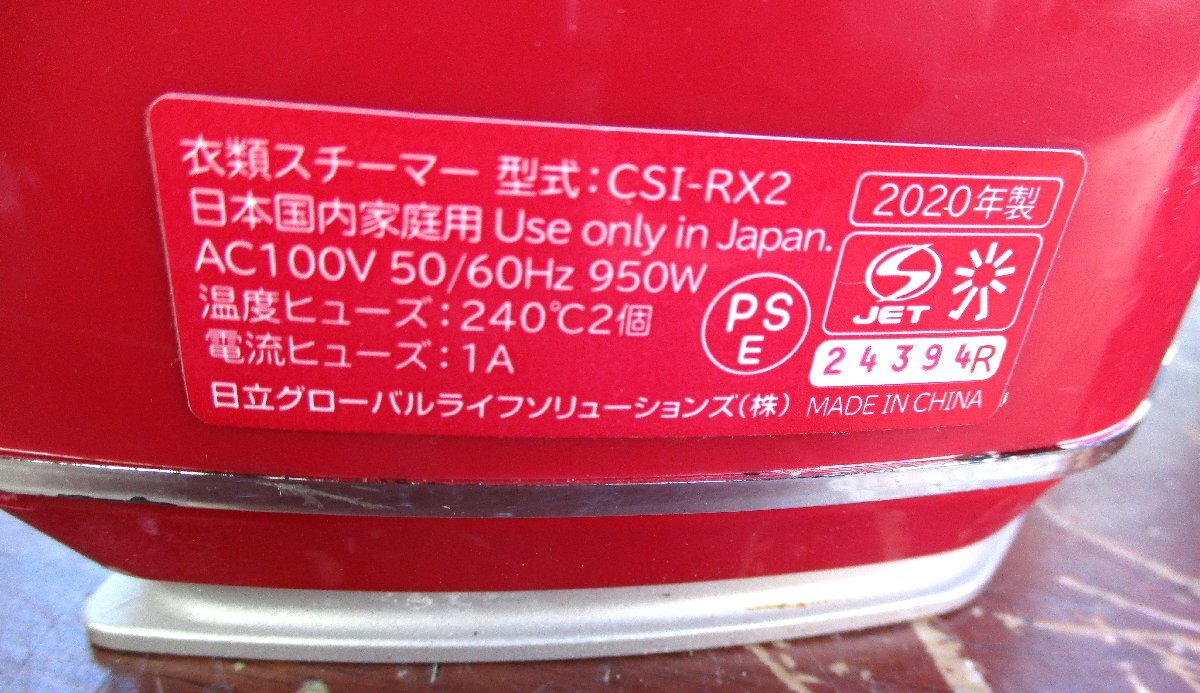 衣類スチーマー 型式：CSI-RX2
2020年製
日本国内家庭用 Use only in Japan.
AC100V 50/60Hz 950W
温度ヒューズ：240℃2個
電流ヒューズ：1A
PS
E
JET
24394R
日立グローバルライフソリューションズ(株)
MADE IN CHINA